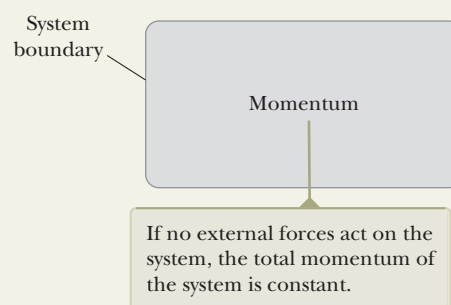 System
boundary
Momentum
If no external forces act on the
system, the total momentum of
the system is constant.